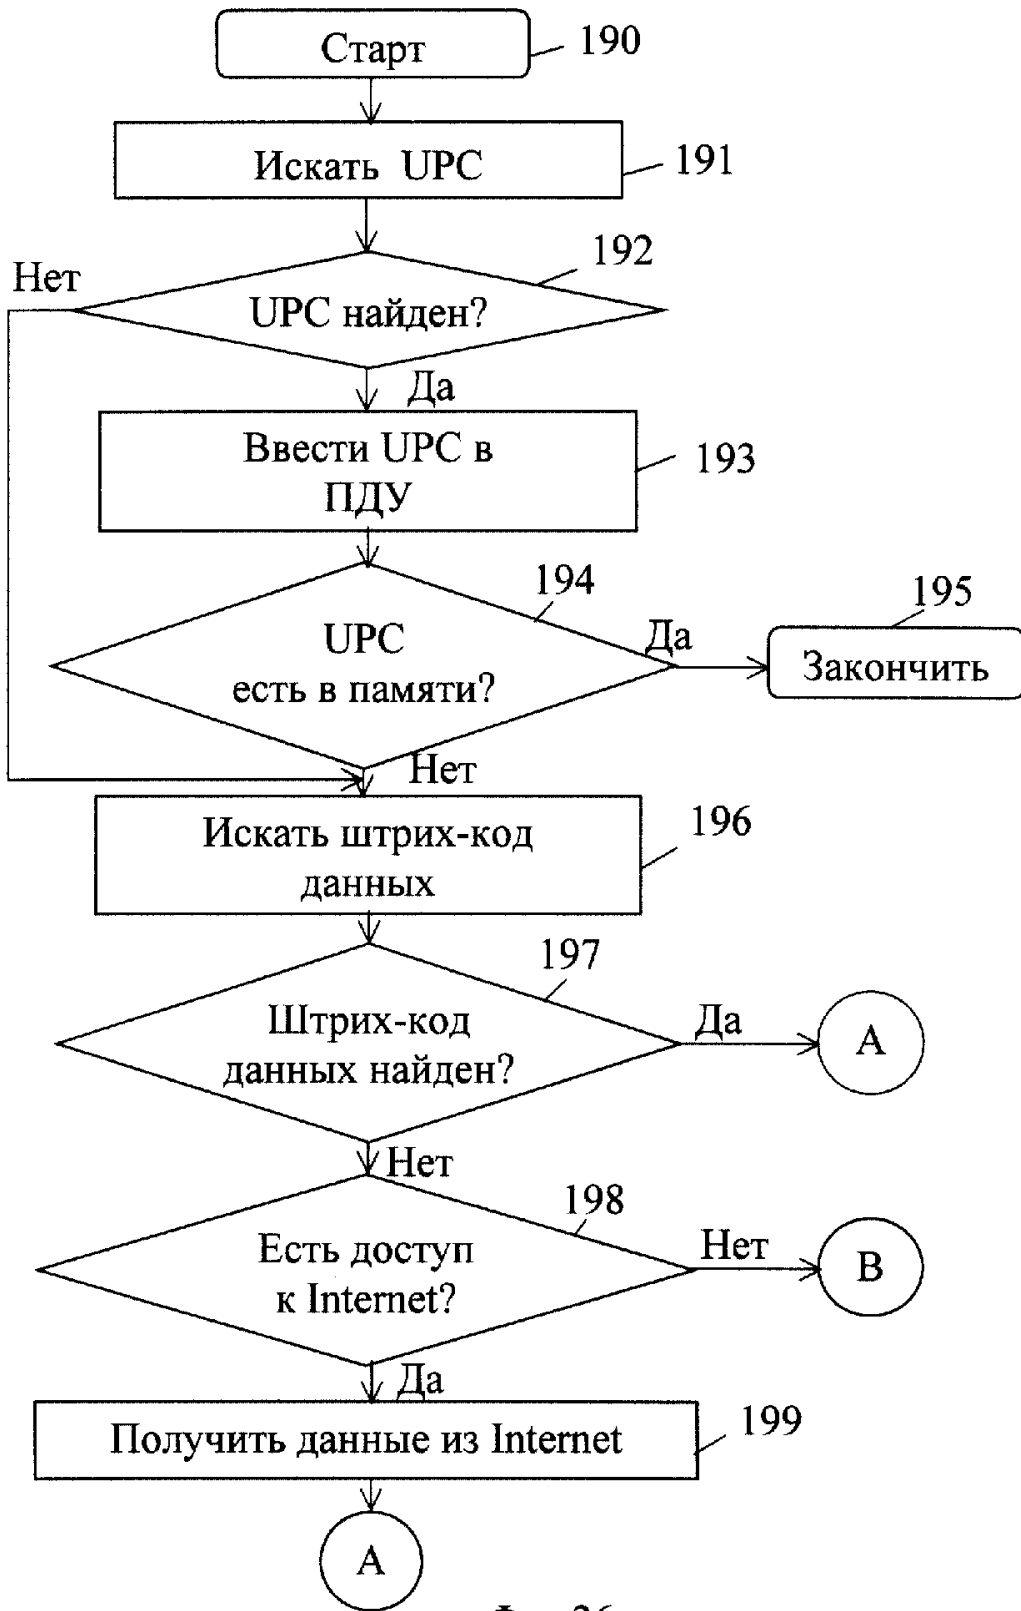 Старт
190
Искать UPC
191
192
Нет
UPC найден?
Да
Ввести UPC в
ПДУ
193
194
UPC
есть в памяти?
Да
195
Закончить
Нет
Искать штрих-код
данных
196
197
Штрих-код
данных найден?
Да
А
Нет
198
Есть доступ
к Internet?
Нет
В
Да
Получить данные из Internet
199
А